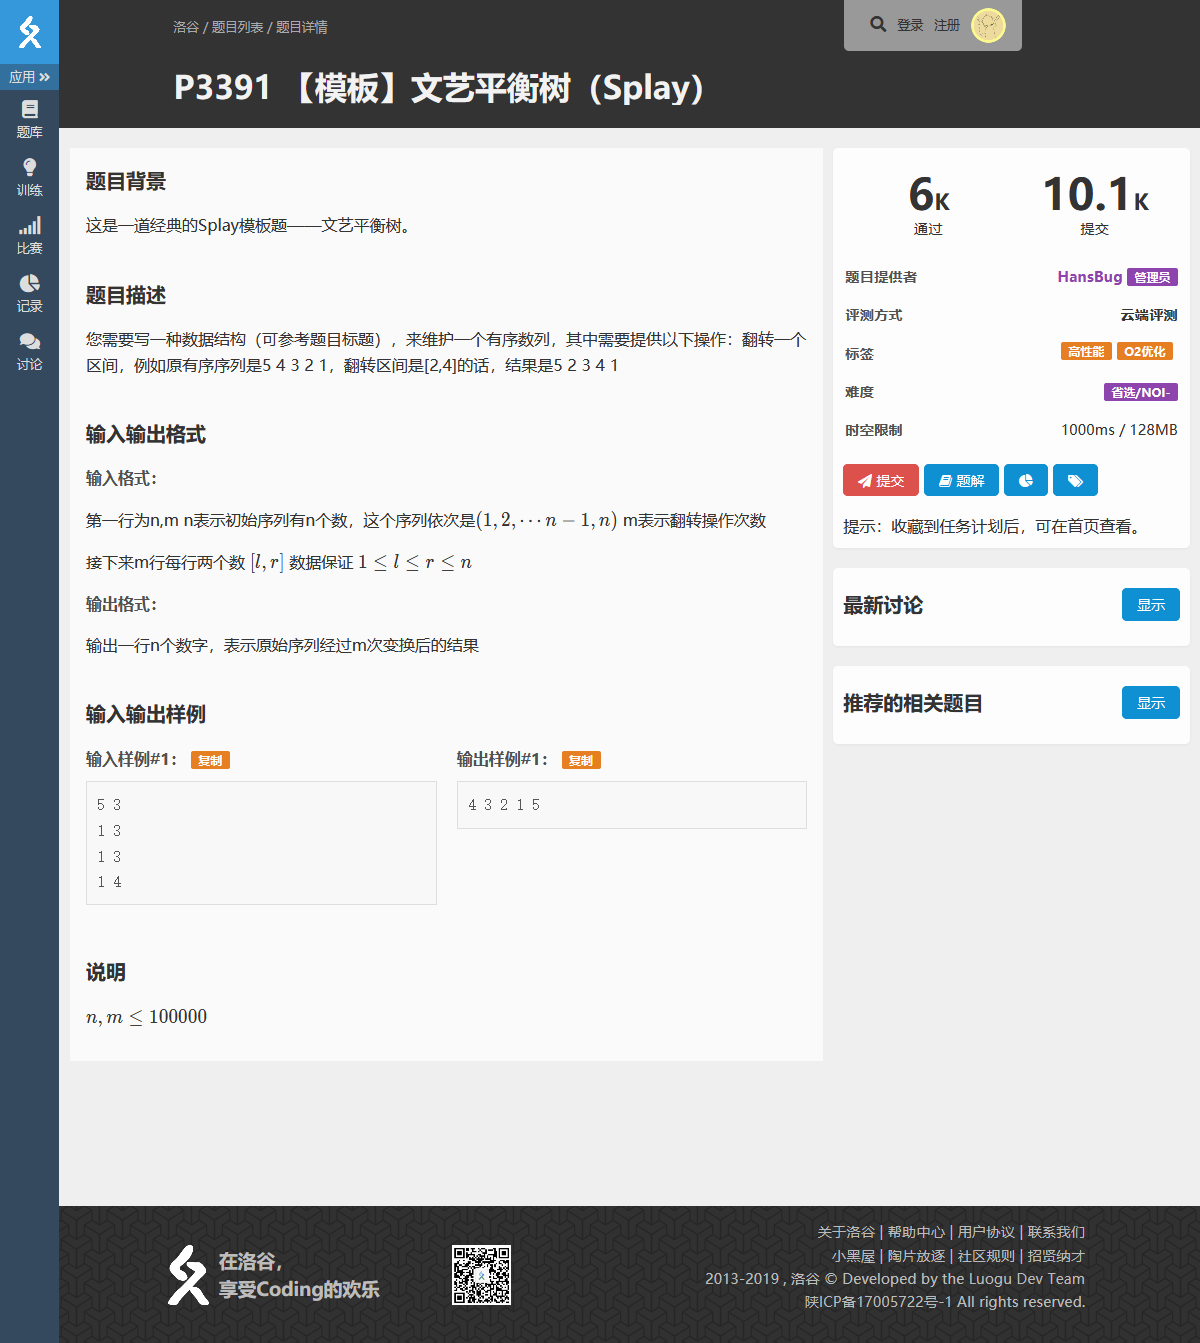 洛谷 / 题目列表 / 题目详情
登录 注册
P3391 【模板】文艺平衡树（Splay）
应用
题库
训练
比赛
记录
讨论
题目背景
这是一道经典的Splay模板题——文艺平衡树。
题目描述
您需要写一种数据结构（可参考题目标题），来维护一个有序数列，其中需要提供以下操作：翻转一个
区间，例如原有序序列是5 4 3 2 1，翻转区间是[2,4]的话，结果是5 2 3 4 1
输入输出格式
输入格式：
第一行为n,m n表示初始序列有n个数，这个序列依次是(1, 2, ⋯ n − 1, n) m表示翻转操作次数
接下来m行每行两个数 [l, r] 数据保证 1 ≤ l ≤ r ≤ n
输出格式：
输出一行n个数字，表示原始序列经过m次变换后的结果
输入输出样例
输入样例#1： 复制
5 3
1 3
1 3
1 4
输出样例#1： 复制
4 3 2 1 5
说明
n, m ≤ 100000
6K 10.1K
通过 提交
题目提供者 HansBug 管理员
评测方式 云端评测
标签 高性能 O2优化
难度 省选/NOI-
时空限制 1000ms / 128MB
提交 题解
提示：收藏到任务计划后，可在首页查看。
最新讨论 显示
推荐的相关题目 显示
在洛谷，
享受Coding的欢乐
关于洛谷 | 帮助中心 | 用户协议 | 联系我们
小黑屋 | 陶片放逐 | 社区规则 | 招贤纳才
2013-2019 , 洛谷 © Developed by the Luogu Dev Team
陕ICP备17005722号-1 All rights reserved.